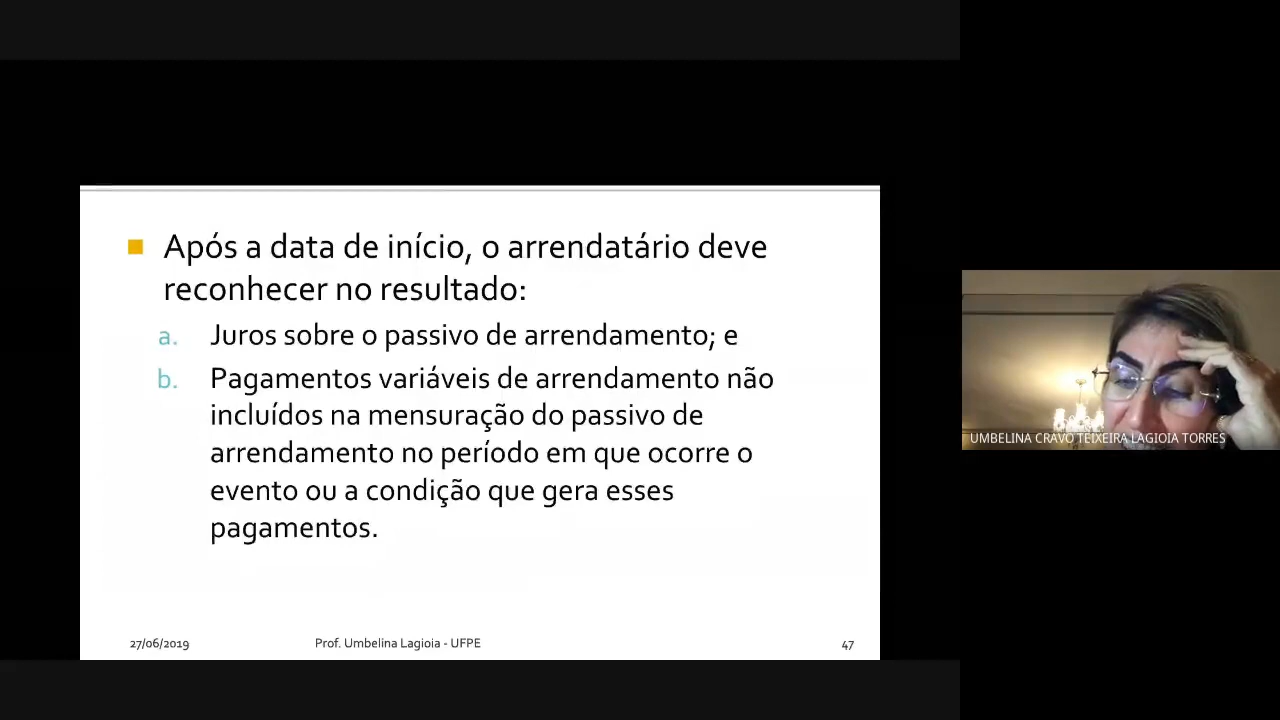 Após a data de início, o arrendatário deve
reconhecer no resultado:
a. Juros sobre o passivo de arrendamento; e
b. Pagamentos variáveis de arrendamento não
incluídos na mensuração do passivo de
arrendamento no período em que ocorre o
evento ou a condição que gera esses
pagamentos.
27/06/2019 Prof. Umbelina Lagioia - UFPE 47
UMBELINA CRAVO TEIXEIRA LAGIOIA TORRES